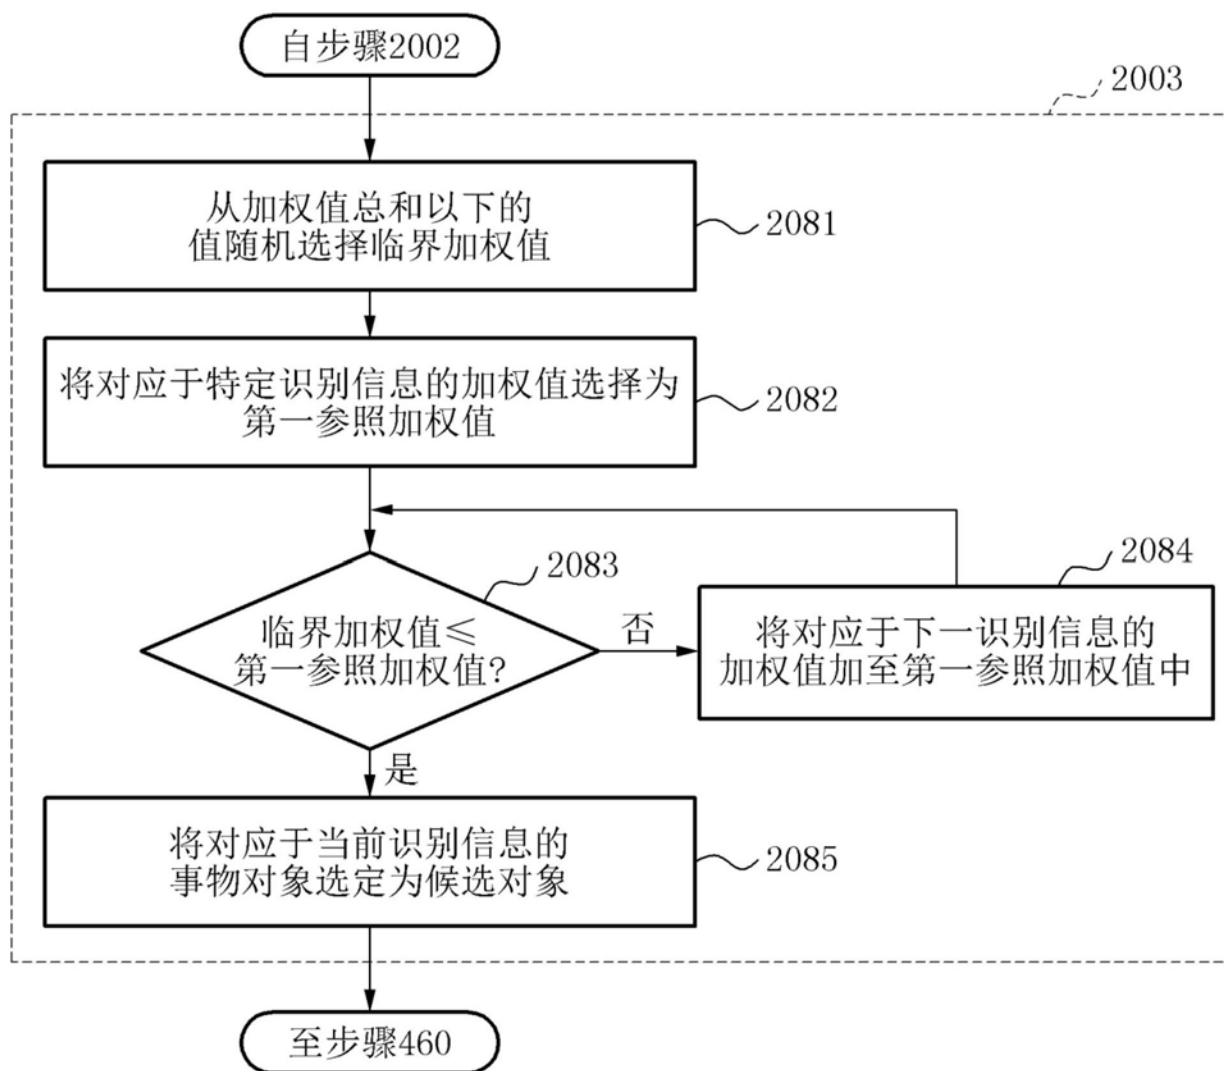 自步骤2002
2003
从加权值总和以下的
值随机选择临界加权值
2081
将对应于特定识别信息的加权值选择为
第一参照加权值
2082
2083
临界加权值≤
第一参照加权值?
否
2084
将对应于下一识别信息的
加权值加至第一参照加权值中
是
将对应于当前识别信息的
事物对象选定为候选对象
2085
至步骤460